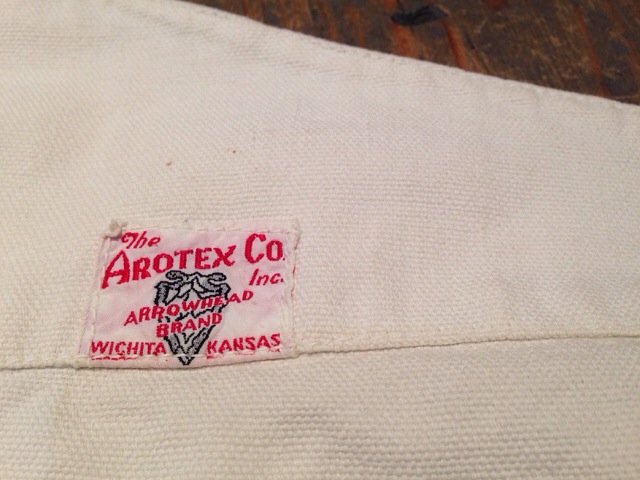 The
AROTEX CO.
Inc.
ARROWHEAD
BRAND
WICHITA KANSAS